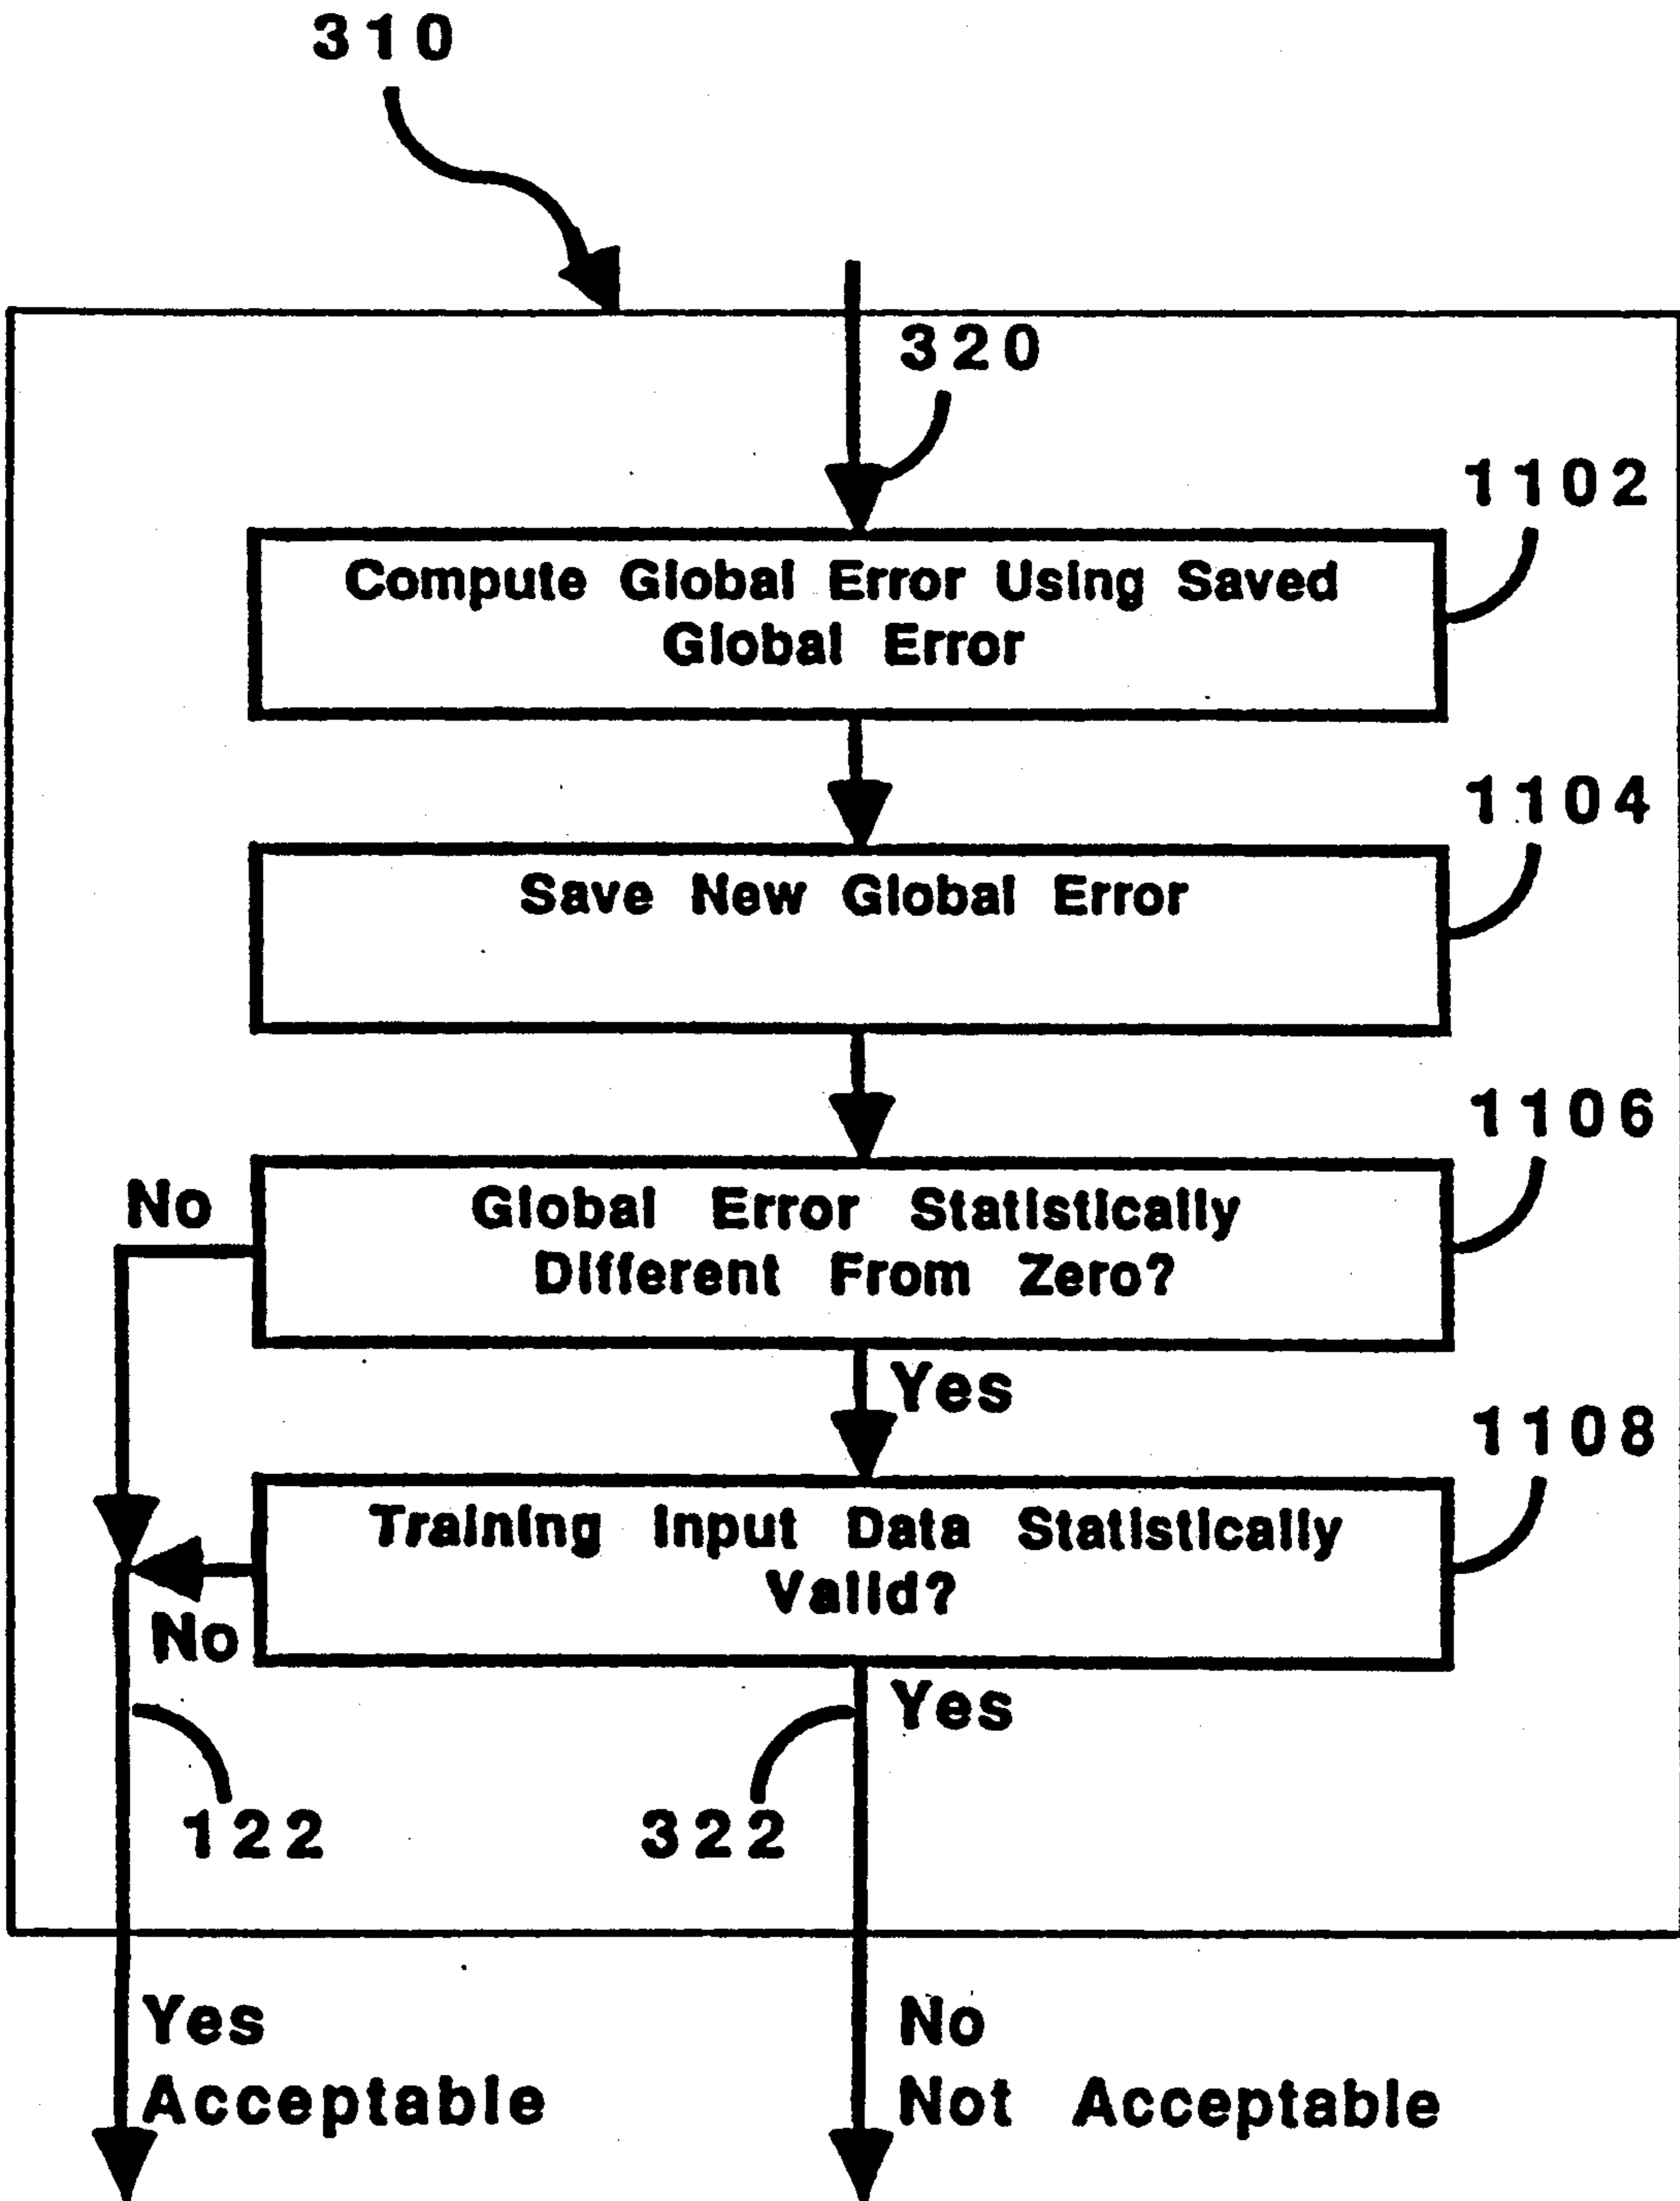 310
320
1102
Compute Global Error Using Saved
Global Error
1104
Save New Global Error
1106
No
Global Error Statistically
Different From Zero?
Yes
1108
Training Input Data Statistically
Valid?
No
Yes
122
322
Yes
Acceptable
No
Not Acceptable